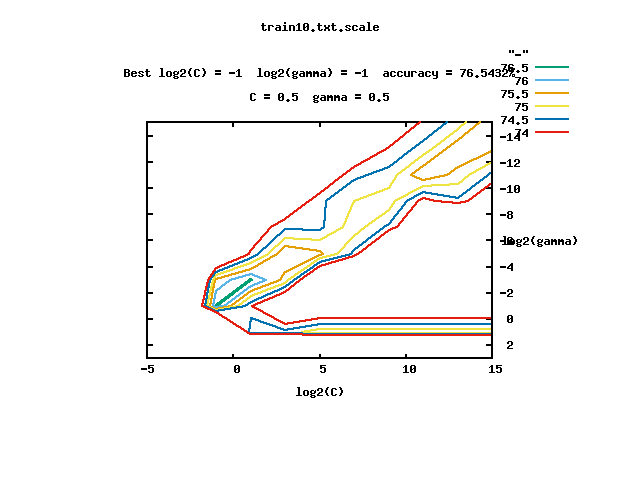 train10.txt.scale
"-"
Best log2(C) = -1  log2(gamma) = -1  accuracy = 76.5432%
C = 0.5  gamma = 0.5
76.5
76
75.5
75
74.5
74
-14
-12
-10
-8
-6
log2(gamma)
-4
-2
0
2
-5 0 5 10 15
log2(C)